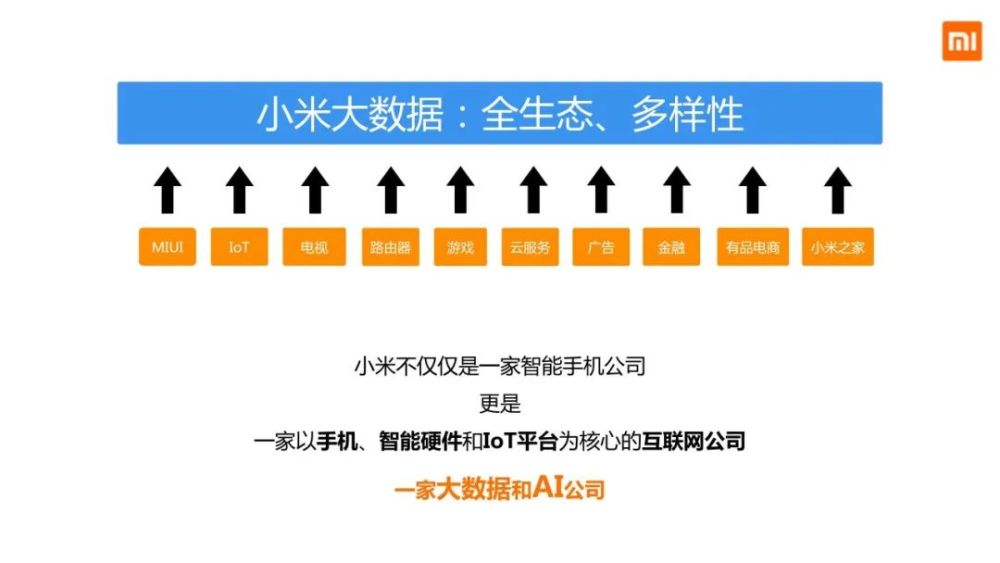 mi
小米大数据：全生态、多样性
MIUI IoT 电视 路由器 游戏 云服务 广告 金融 有品电商 小米之家
小米不仅仅是一家智能手机公司
更是
一家以手机、智能硬件和IoT平台为核心的互联网公司
一家大数据和AI公司